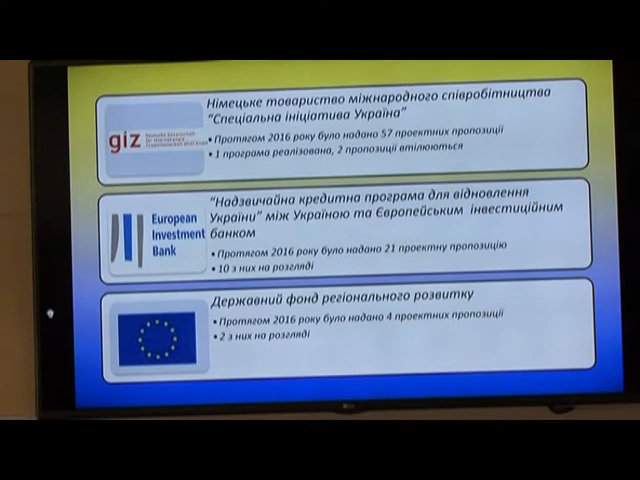 Німецьке товариство міжнародного співробітництва
“Спеціальна ініціатива Україна”
giz
• Протягом 2016 року було надано 57 проектних пропозиції
• 1 програма реалізована, 2 пропозиції втілюються
“Надзвичайна кредитна програма для відновлення
України” між Україною та Європейським інвестиційним
банком
European
Investment
Bank
• Протягом 2016 року було надано 21 проектну пропозицію
• 10 з них на розгляді
Державний фонд регіонального розвитку
• Протягом 2016 року було надано 4 проектних пропозиції
• 2 з них на розгляді
LG